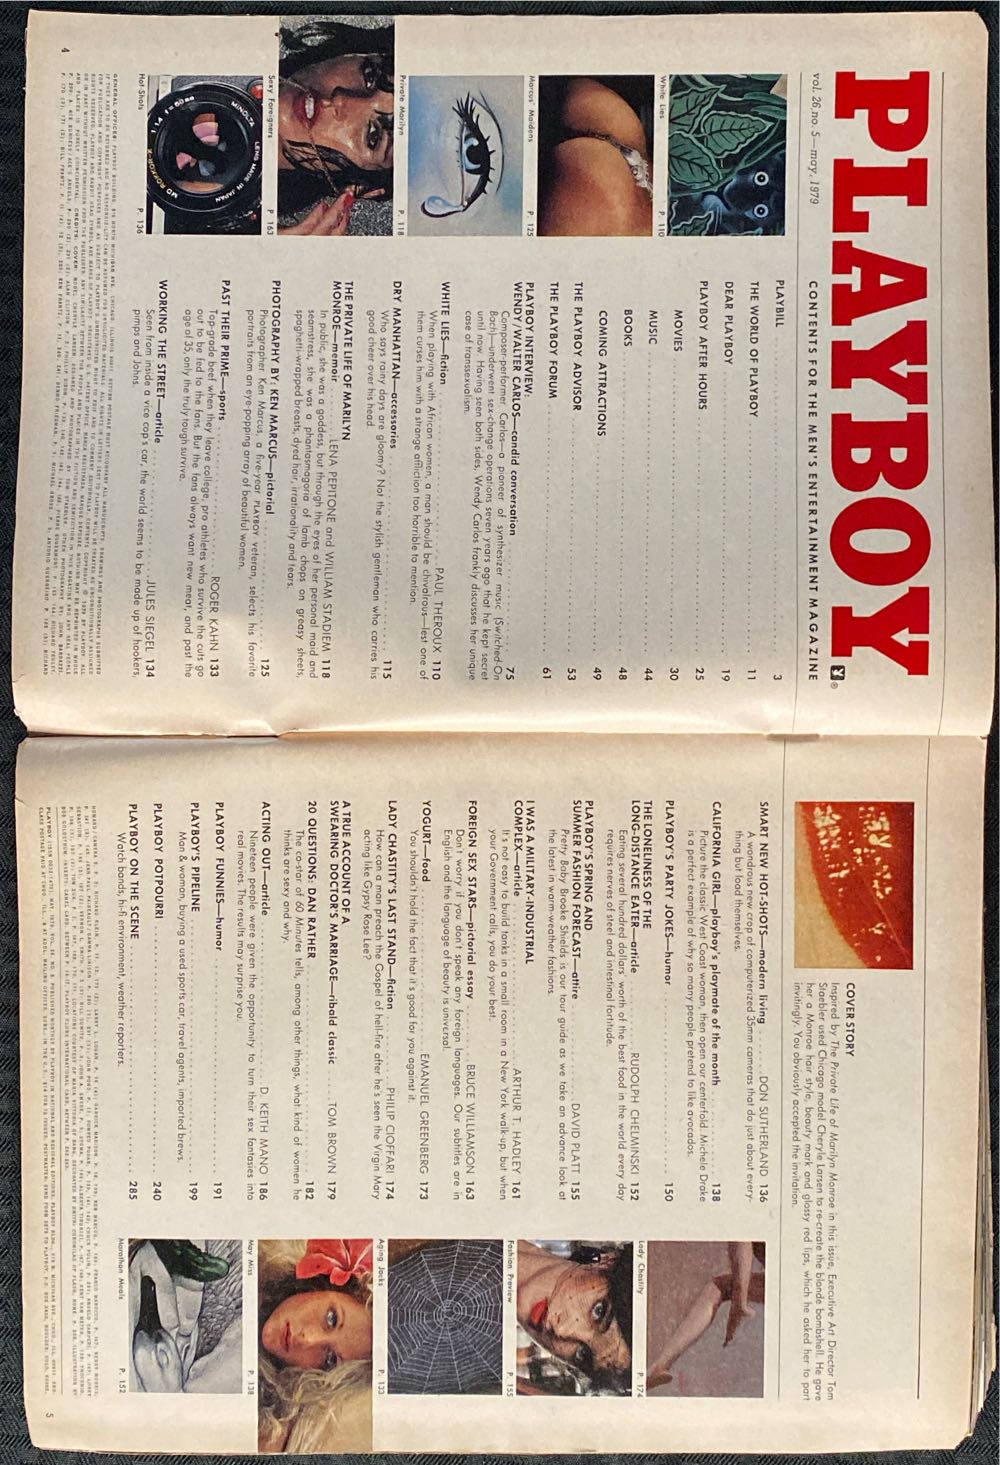 PLAYBOY®
vol. 26 no. 5—may, 1979
CONTENTS FOR THE MEN'S ENTERTAINMENT MAGAZINE
White Lies P. 110
Marcus' Maidens P. 125
Private Marilyn P. 118
Sexy Foreigners P. 163
Hot-Shots P. 136
PLAYBILL 3
THE WORLD OF PLAYBOY 11
DEAR PLAYBOY 19
PLAYBOY AFTER HOURS 25
MOVIES 30
MUSIC 44
BOOKS 48
COMING ATTRACTIONS 49
THE PLAYBOY ADVISOR 53
THE PLAYBOY FORUM 61
PLAYBOY INTERVIEW:
WENDY/WALTER CARLOS—candid conversation 75
Composer-performer Carlos—a pioneer of synthesizer music (Switched-On
Bach)—underwent sex-change operations seven years ago that he kept secret
until now. Having seen both sides, Wendy Carlos frankly discusses her unique
case of transsexualism.
WHITE LIES—fiction PAUL THEROUX 110
When playing with African women, a man should be chivalrous—lest one of
them curses him with a strange affliction too horrible to mention.
DRY MANHATTAN—accessories 115
Who says rainy days are gloomy? Not the stylish gentleman who carries his
good cheer over his head.
THE PRIVATE LIFE OF MARILYN
MONROE—memoir LENA PEPITONE and WILLIAM STADIEM 118
In public, she was a goddess, but through the eyes of her personal maid and
seamstress, she was a phantasmagoria of lamb chops on greasy sheets,
spaghetti-wrapped breasts, dyed hair, irrationality and tears.
PHOTOGRAPHY BY: KEN MARCUS—pictorial 125
Photographer Ken Marcus, a five-year PLAYBOY veteran, selects his favorite
portraits from an eye-popping array of beautiful women.
PAST THEIR PRIME—sports ROGER KAHN 133
Top-grade beef when they leave college, pro athletes who survive the cuts go
out to be fed to the fans. But the fans always want new meat, and past the
age of 35, only the truly tough survive.
WORKING THE STREET—article JULES SIEGEL 134
Seen from inside a vice cop's car, the world seems to be made up of hookers,
pimps and Johns.
4
COVER STORY
Inspired by The Private Life of Marilyn Monroe in this issue, Executive Art Director Tom
Staebler used Chicago model Cheryle Larsen to re-create the blonde bombshell. He gave
her a Monroe hair style, beauty mark and glossy red lips, which he asked her to part
invitingly. You obviously accepted the invitation.
SMART NEW HOT-SHOTS—modern living DON SUTHERLAND 136
A wondrous new crop of computerized 35mm cameras that do just about every-
thing but load themselves.
CALIFORNIA GIRL—playboy's playmate of the month 138
Picture the classic West Coast woman, then open our centerfold. Michele Drake
is a perfect example of why so many people pretend to like avocados.
PLAYBOY'S PARTY JOKES—humor 150
THE LONELINESS OF THE
LONG-DISTANCE EATER—article RUDOLPH CHELMINSKI 152
Eating several hundred dollars' worth of the best food in the world every day
requires nerves of steel and intestinal fortitude.
PLAYBOY'S SPRING AND
SUMMER FASHION FORECAST—attire DAVID PLATT 155
Pretty Baby Brooke Shields is our tour guide as we take an advance look at
the latest in warm-weather fashions.
I WAS A MILITARY-INDUSTRIAL
COMPLEX—article ARTHUR T. HADLEY 161
It's not easy to build tanks in a small room in a New York walk-up, but when
your Government calls, you do your best.
FOREIGN SEX STARS—pictorial essay BRUCE WILLIAMSON 163
Don't worry if you don't speak any foreign languages. Our subtitles are in
English and the language of beauty is universal.
YOGURT—food EMANUEL GREENBERG 173
You shouldn't hold the fact that it's good for you against it.
LADY CHASTITY'S LAST STAND—fiction PHILIP CIOFFARI 174
How can a man preach the Gospel of hell-fire after he's seen the Virgin Mary
acting like Gypsy Rose Lee?
A TRUE ACCOUNT OF A
SWEARING DOCTOR'S MARRIAGE—ribald classic TOM BROWN 179
20 QUESTIONS: DAN RATHER 182
The co-star of 60 Minutes tells, among other things, what kind of women he
thinks are sexy and why.
ACTING OUT—article D. KEITH MANO 186
Nineteen people were given the opportunity to turn their sex fantasies into
real movies. The results may surprise you.
PLAYBOY FUNNIES—humor 191
PLAYBOY'S PIPELINE 199
Man & woman, buying a used sports car, travel agents, imported brews.
PLAYBOY POTPOURRI 240
PLAYBOY ON THE SCENE 285
Watch bands, hi-fi environment, weather reporters.
Lady Chastity P. 174
Fashion Preview P. 155
Aging Jocks P. 133
May Miss P. 138
Marathon Meals P. 152
5